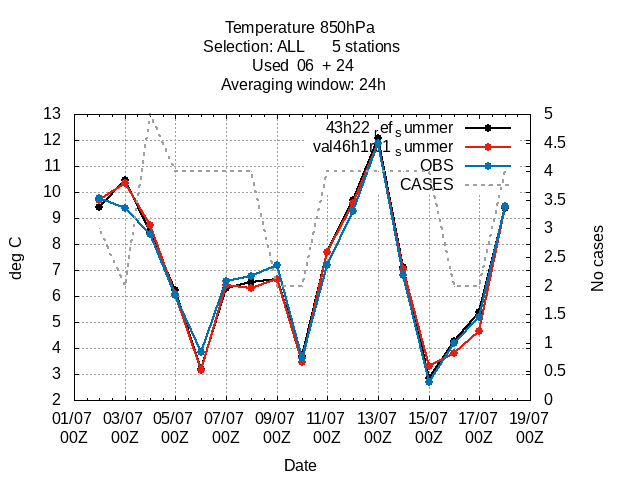 Temperature 850hPa
Selection: ALL 5 stations
Used 06 + 24
Averaging window: 24h
43h22_ref_summer
val46h1r11_summer
OBS
CASES
deg C
13
12
11
10
9
8
7
6
5
4
3
2
No cases
5
4.5
4
3.5
3
2.5
2
1.5
1
0.5
0
01/07 03/07 05/07 07/07 09/07 11/07 13/07 15/07 17/07 19/07
00Z 00Z 00Z 00Z 00Z 00Z 00Z 00Z 00Z 00Z
Date